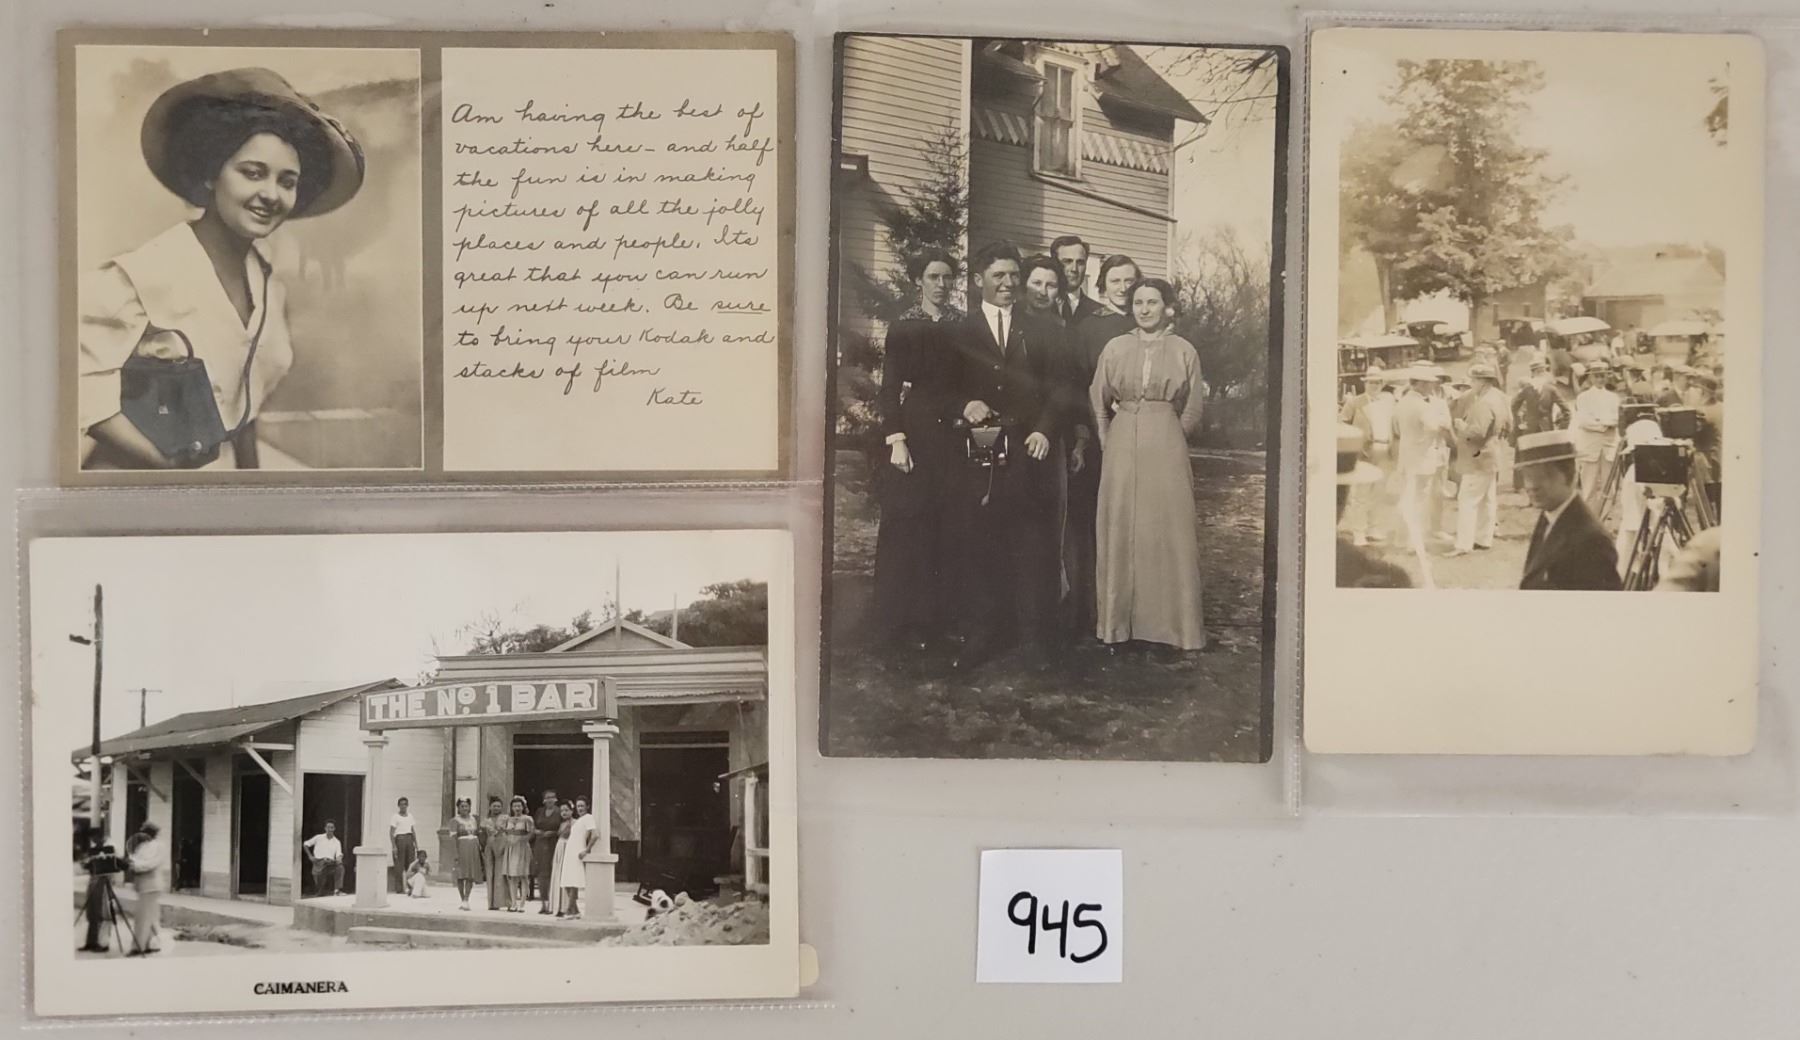 Am having the best of
vacations here - and half
the fun is in making
pictures of all the jolly
places and people. Its
great that you can run
up next week. Be sure
to bring your Kodak and
stacks of film
Kate
THE No. 1 BAR
CAIMANERA
945